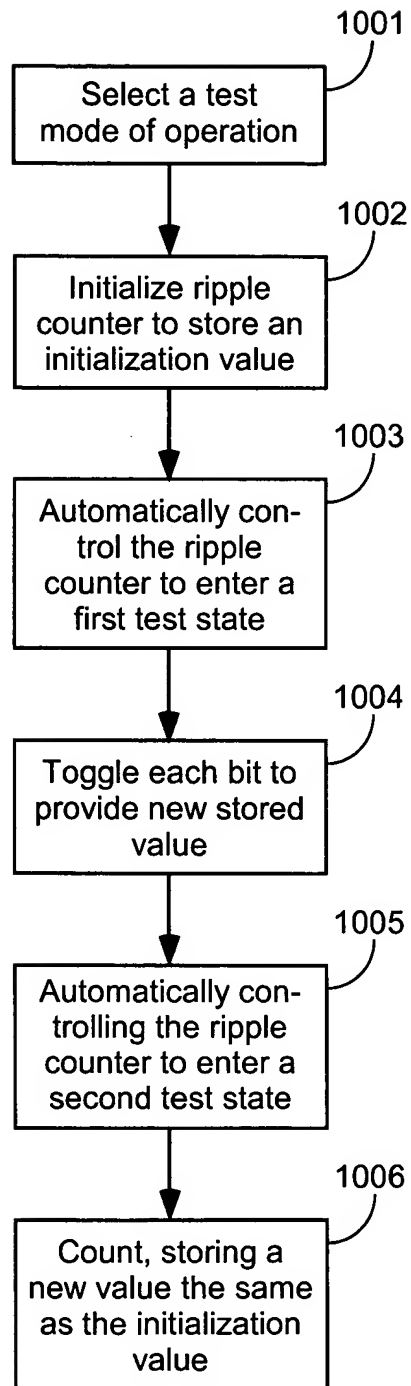 1001
Select a test
mode of operation
1002
Initialize ripple
counter to store an
initialization value
1003
Automatically con-
trol the ripple
counter to enter a
first test state
1004
Toggle each bit to
provide new stored
value
1005
Automatically con-
trolling the ripple
counter to enter a
second test state
1006
Count, storing a
new value the same
as the initialization
value